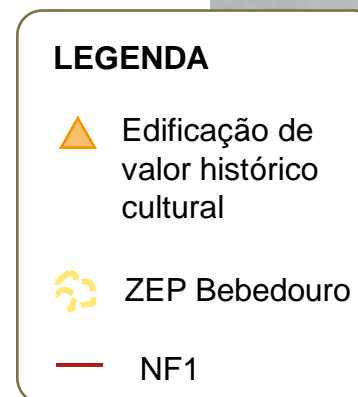 LEGENDA
Edificação de
valor histórico
cultural
ZEP Bebedouro
NF1